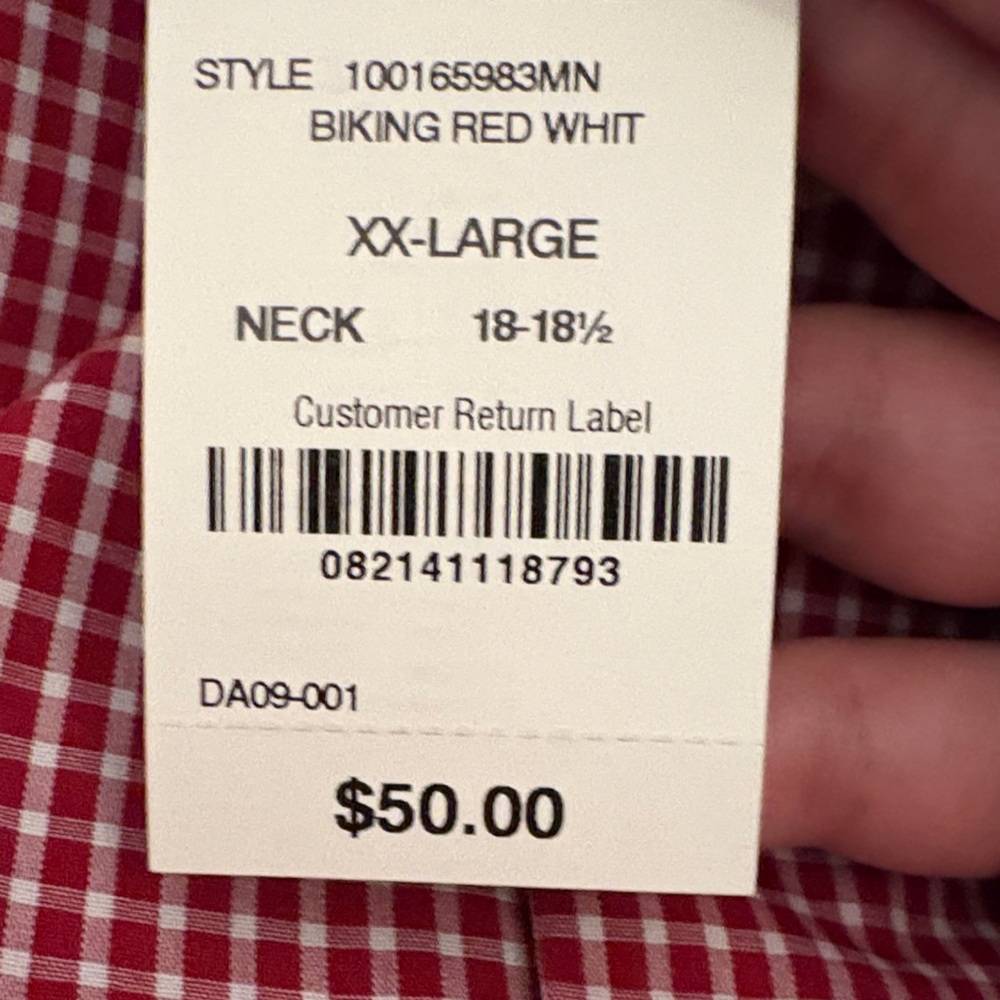 STYLE 100165983MN
BIKING RED WHIT
XX-LARGE
NECK 18-18½
Customer Return Label
082141118793
DA09-001
$50.00